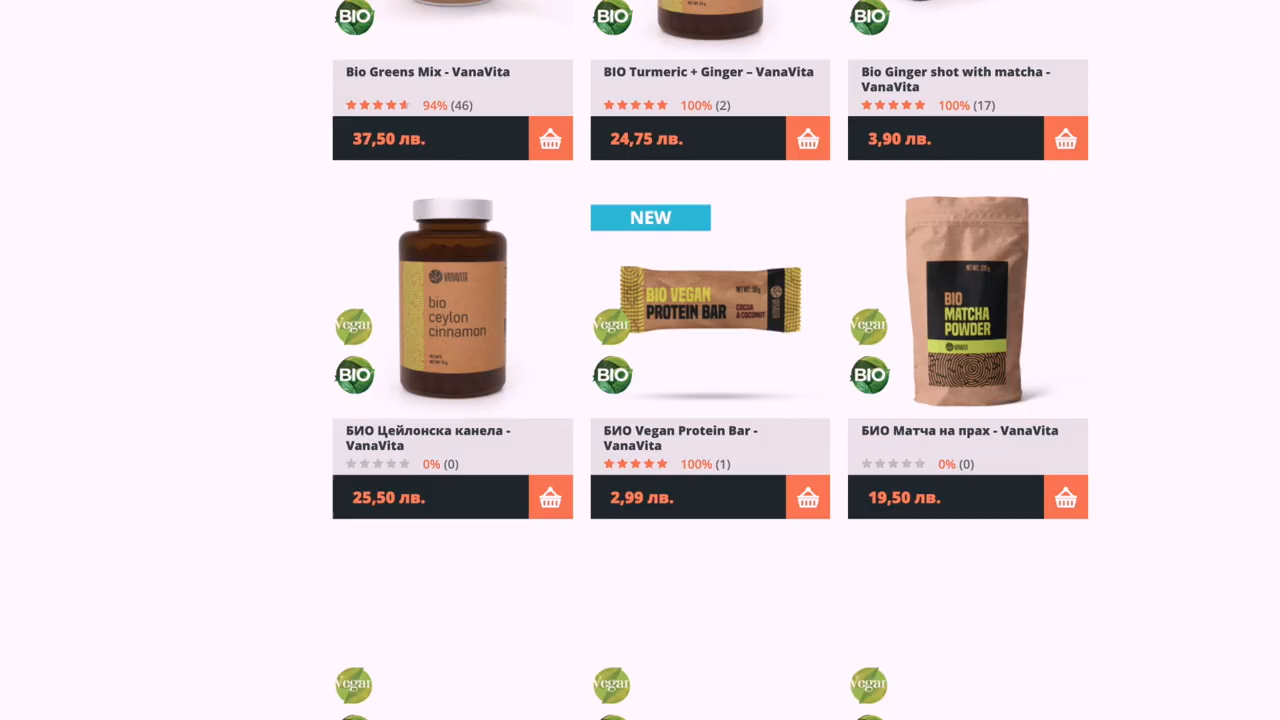 BIO
BIO
BIO
Bio Greens Mix - VanaVita
94% (46)
37,50 лв.
BIO Turmeric + Ginger – VanaVita
100% (2)
24,75 лв.
Bio Ginger shot with matcha -
VanaVita
100% (17)
3,90 лв.
VANAVITA
bio
ceylon
cinnamon
Vegan
BIO
БИО Цейлонска канела -
VanaVita
0% (0)
25,50 лв.
NEW
BIO VEGAN
PROTEIN BAR
COCOA
& COCONUT
VANAVITA
Vegan
BIO
БИО Vegan Protein Bar -
VanaVita
100% (1)
2,99 лв.
BIO
MATCHA
POWDER
VANAVITA
Vegan
BIO
БИО Матча на прах - VanaVita
0% (0)
19,50 лв.
Vegan
Vegan
Vegan